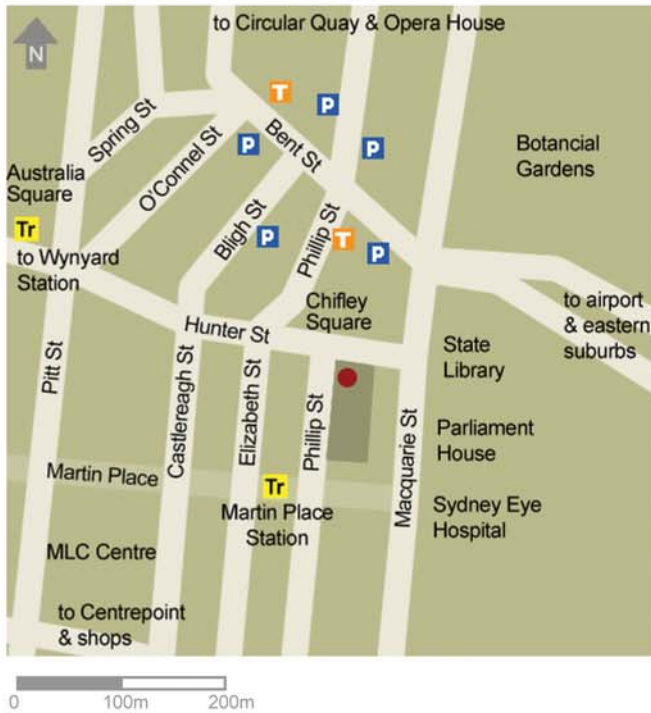 to Circular Quay & Opera House
N
T
P
Spring St
O'Connel St
P
Bent St
P
Botancial
Gardens
Australia
Square
Tr
to Wynyard
Station
Bligh St
P
Phillip St
T
P
Chifley
Square
to airport
& eastern
suburbs
Hunter St
State
Library
Pitt St
Castlereagh St
Elizabeth St
Phillip St
Macquarie St
Parliament
House
Martin Place
Tr
Martin Place
Station
Sydney Eye
Hospital
MLC Centre
to Centrepoint
& shops
0
100m
200m